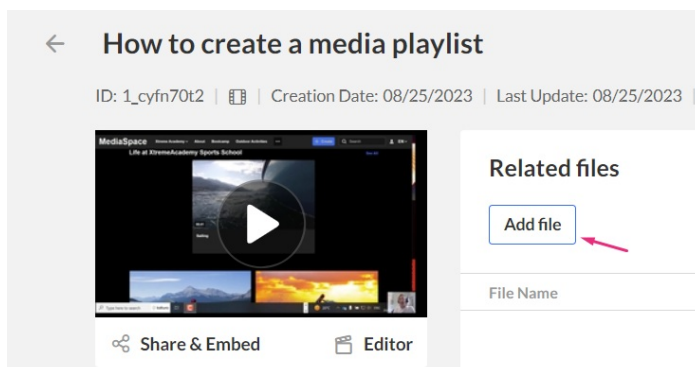 How to create a media playlist
ID: 1_cyfn70t2 | Creation Date: 08/25/2023 | Last Update: 08/25/2023
MediaSpace
Life at XtremeAcademy Sports School
Related files
Add file
File Name
Share & Embed
Editor